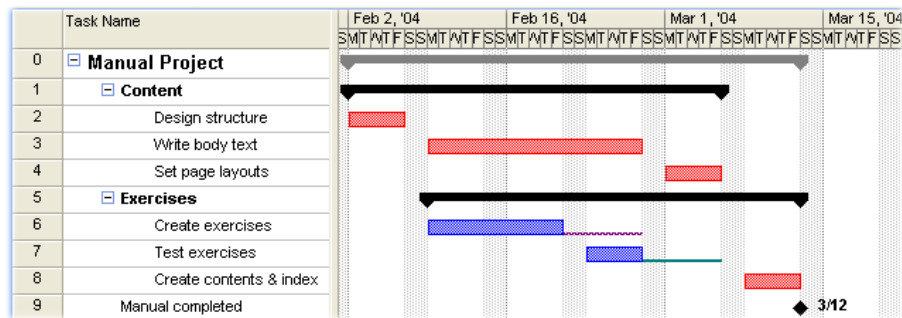 Task Name
Feb 2, '04 Feb 16, '04 Mar 1, '04 Mar 15, '04
0 Manual Project
1 Content
2 Design structure
3 Write body text
4 Set page layouts
5 Exercises
6 Create exercises
7 Test exercises
8 Create contents & index
9 Manual completed 3/12